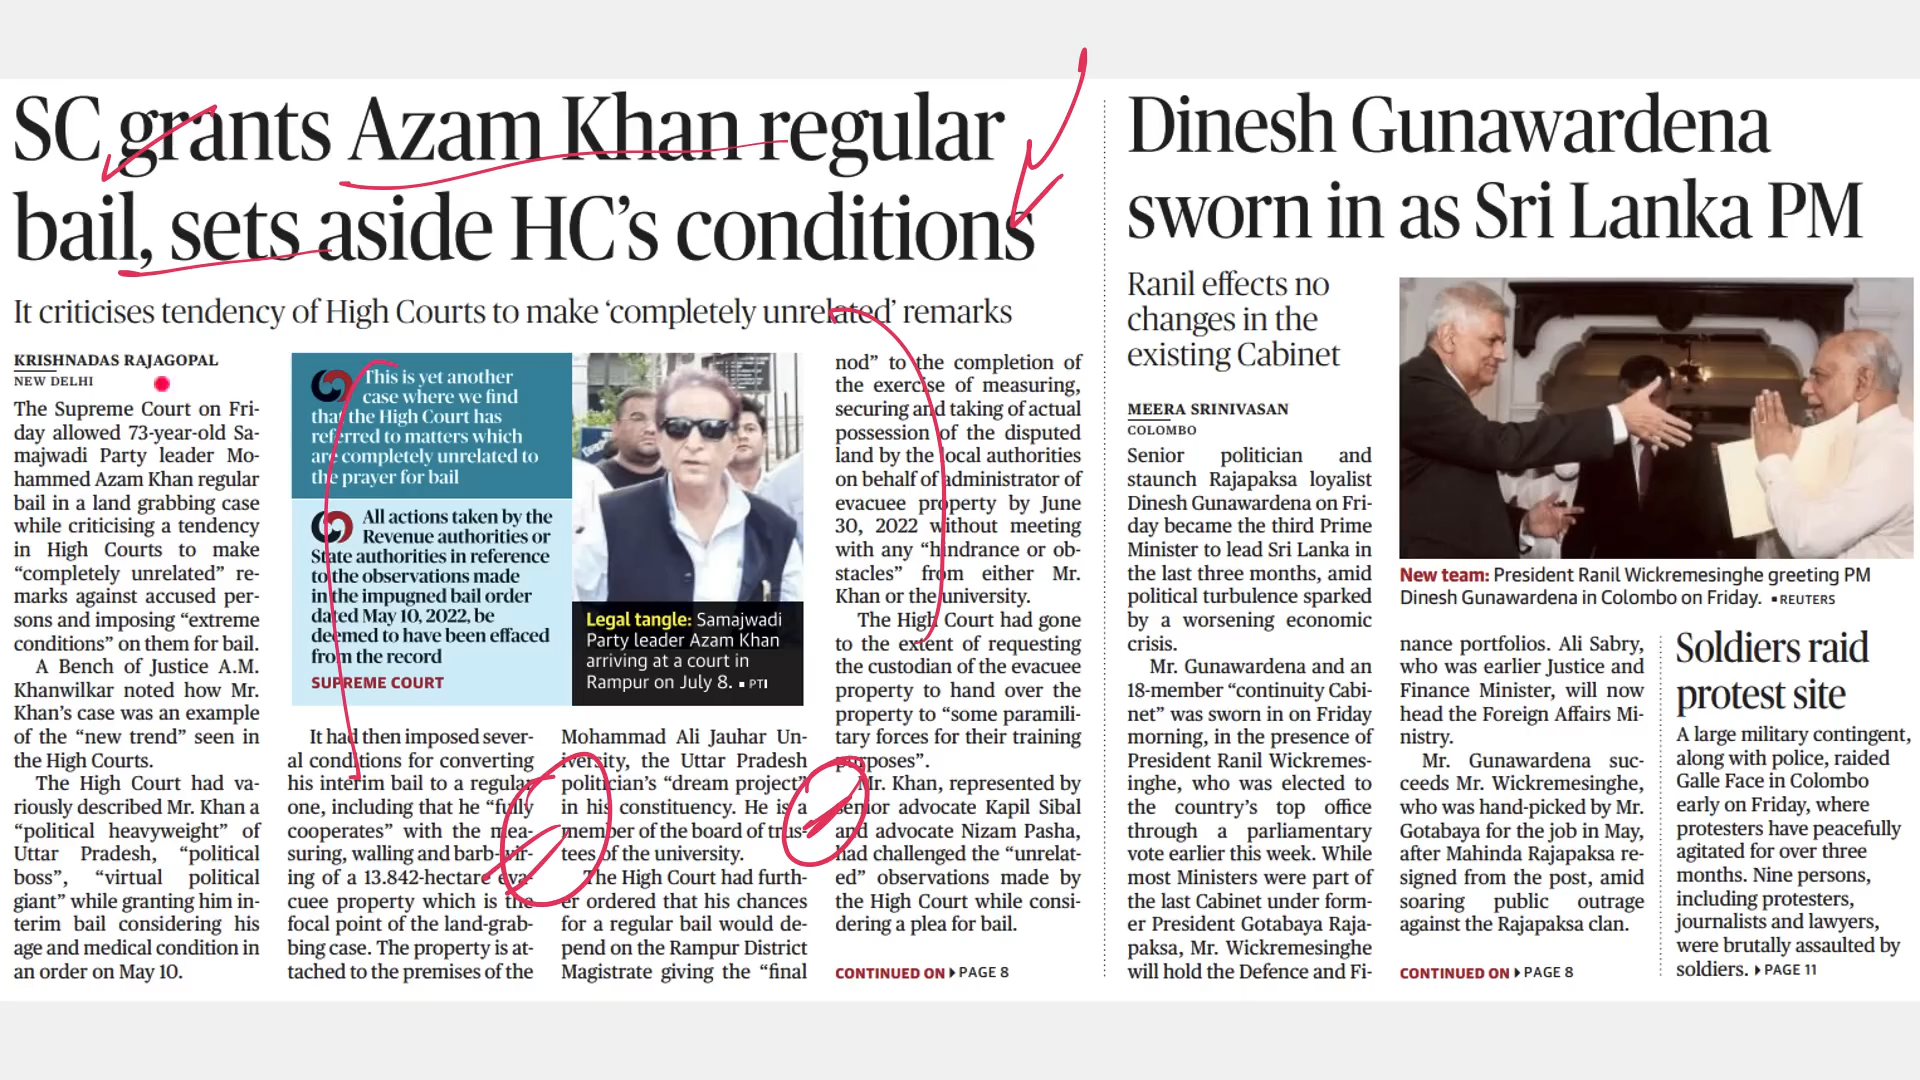 SC grants Azam Khan regular
bail, sets aside HC’s conditions
It criticises tendency of High Courts to make ‘completely unrelated’ remarks
KRISHNADAS RAJAGOPAL
NEW DELHI
The Supreme Court on Fri-
day allowed 73-year-old Sa-
majwadi Party leader Mo-
hammed Azam Khan regular
bail in a land grabbing case
while criticising a tendency
in High Courts to make
“completely unrelated” re-
marks against accused per-
sons and imposing “extreme
conditions” on them for bail.
A Bench of Justice A.M.
Khanwilkar noted how Mr.
Khan’s case was an example
of the “new trend” seen in
the High Courts.
The High Court had va-
riously described Mr. Khan a
“political heavyweight” of
Uttar Pradesh, “political
boss”, “virtual political
giant” while granting him in-
terim bail considering his
age and medical condition in
an order on May 10.
This is yet another
case where we find
that the High Court has
referred to matters which
are completely unrelated to
the prayer for bail
All actions taken by the
Revenue authorities or
State authorities in reference
to the observations made
in the impugned bail order
dated May 10, 2022, be
deemed to have been effaced
from the record
SUPREME COURT
Legal tangle: Samajwadi
Party leader Azam Khan
arriving at a court in
Rampur on July 8. ▪ PTI
It had then imposed sever-
al conditions for converting
his interim bail to a regular
one, including that he “fully
cooperates” with the mea-
suring, walling and barb-wir-
ing of a 13.842-hectare eva-
cuee property which is the
focal point of the land-grab-
bing case. The property is at-
tached to the premises of the
Mohammad Ali Jauhar Un-
iversity, the Uttar Pradesh
politician’s “dream project”
in his constituency. He is a
member of the board of trus-
tees of the university.
The High Court had furth-
er ordered that his chances
for a regular bail would de-
pend on the Rampur District
Magistrate giving the “final
nod” to the completion of
the exercise of measuring,
securing and taking of actual
possession of the disputed
land by the local authorities
on behalf of administrator of
evacuee property by June
30, 2022 without meeting
with any “hindrance or ob-
stacles” from either Mr.
Khan or the university.
The High Court had gone
to the extent of requesting
the custodian of the evacuee
property to hand over the
property to “some paramili-
tary forces for their training
purposes”.
Mr. Khan, represented by
senior advocate Kapil Sibal
and advocate Nizam Pasha,
had challenged the “unrelat-
ed” observations made by
the High Court while consi-
dering a plea for bail.
CONTINUED ON ▸ PAGE 8
Dinesh Gunawardena
sworn in as Sri Lanka PM
Ranil effects no
changes in the
existing Cabinet
MEERA SRINIVASAN
COLOMBO
Senior politician and
staunch Rajapaksa loyalist
Dinesh Gunawardena on Fri-
day became the third Prime
Minister to lead Sri Lanka in
the last three months, amid
political turbulence sparked
by a worsening economic
crisis.
Mr. Gunawardena and an
18-member “continuity Cabi-
net” was sworn in on Friday
morning, in the presence of
President Ranil Wickremes-
inghe, who was elected to
the country’s top office
through a parliamentary
vote earlier this week. While
most Ministers were part of
the last Cabinet under form-
er President Gotabaya Raja-
paksa, Mr. Wickremesinghe
will hold the Defence and Fi-
New team: President Ranil Wickremesinghe greeting PM
Dinesh Gunawardena in Colombo on Friday. ▪ REUTERS
nance portfolios. Ali Sabry,
who was earlier Justice and
Finance Minister, will now
head the Foreign Affairs Mi-
nistry.
Mr. Gunawardena suc-
ceeds Mr. Wickremesinghe,
who was hand-picked by Mr.
Gotabaya for the job in May,
after Mahinda Rajapaksa re-
signed from the post, amid
soaring public outrage
against the Rajapaksa clan.
CONTINUED ON ▸ PAGE 8
Soldiers raid
protest site
A large military contingent,
along with police, raided
Galle Face in Colombo
early on Friday, where
protesters have peacefully
agitated for over three
months. Nine persons,
including protesters,
journalists and lawyers,
were brutally assaulted by
soldiers. ▸ PAGE 11